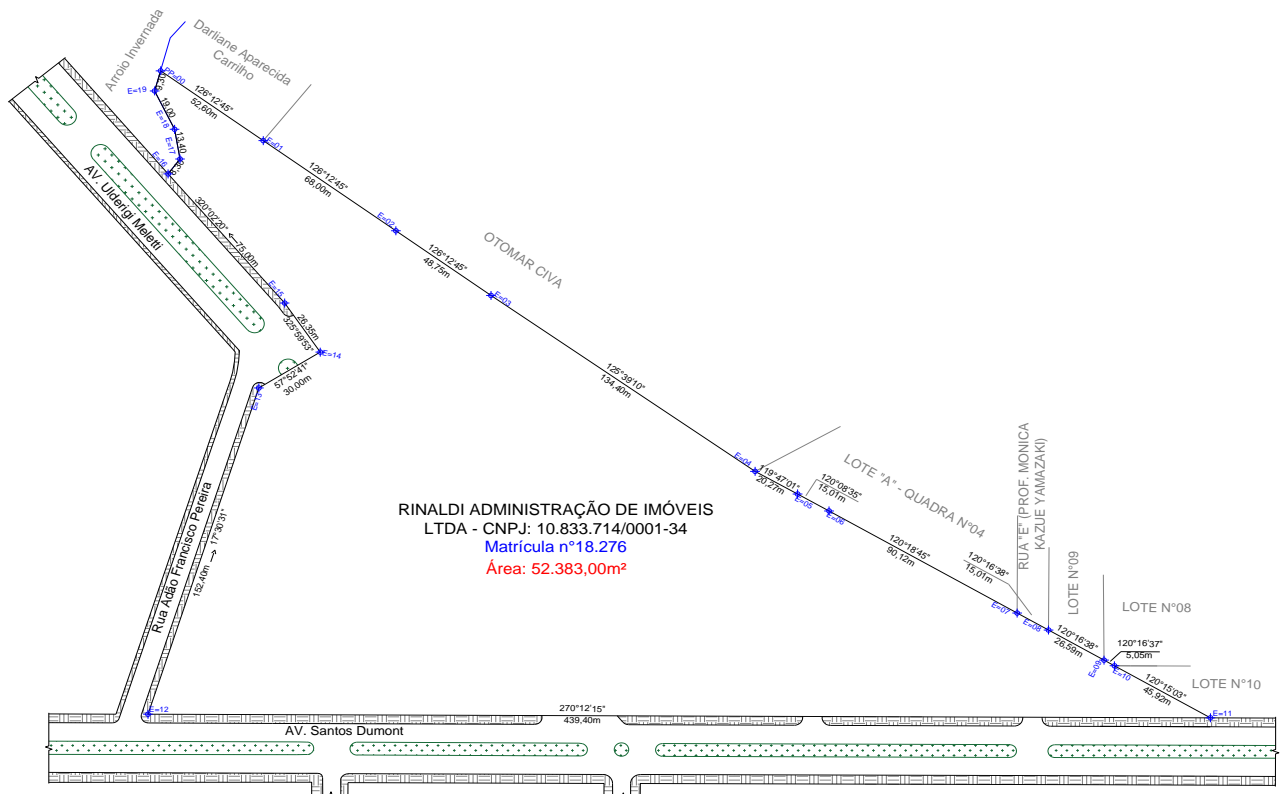 Arroio Invernada
Darliane Aparecida
Carrilho
PP=00
9,30
E=19
19,00
E=18
13,40
E=17
E=16
126°12'45"
52,60m
E=01
126°12'45"
68,00m
E=02
126°12'45"
48,75m
E=03
OTOMAR CIVA
AV. Ulderigi Meletti
320°02'20"
75,00m
E=15
26,35m
325°59'53"
E=14
57°52'41"
30,00m
E=13
125°39'10"
134,40m
E=04
119°47'01"
20,27m
E=05
120°08'35"
15,01m
E=06
LOTE "A" - QUADRA N°04
120°18'45"
90,12m
RUA "E" (PROF. MONICA
KAZUE YAMAZAKI)
120°16'38"
15,01m
E=07
E=08
LOTE N°09
120°16'38"
26,59m
E=09
LOTE N°08
120°16'37"
5,05m
E=10
LOTE N°10
120°15'03"
45,92m
E=11
RINALDI ADMINISTRAÇÃO DE IMÓVEIS
LTDA - CNPJ: 10.833.714/0001-34
Matrícula n°18.276
Área: 52.383,00m²
Rua Adão Francisco Pereira
152,40m
17°30'31"
E=12
270°12'15"
439,40m
AV. Santos Dumont